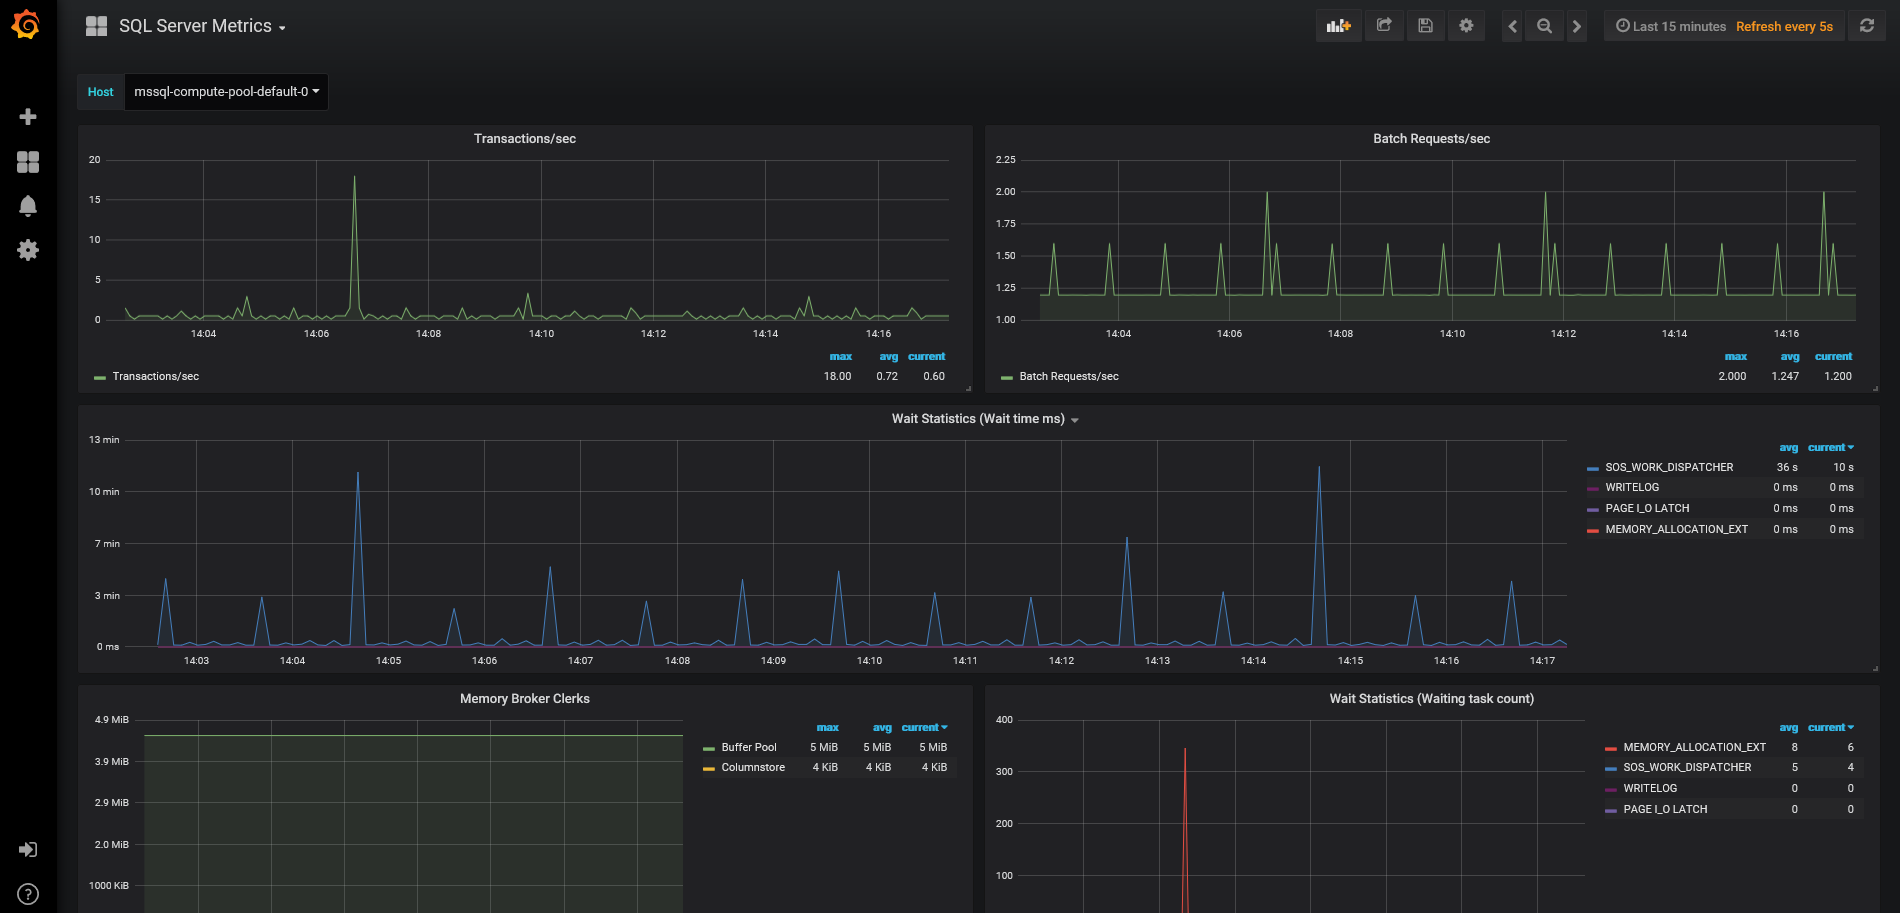 SQL Server Metrics
Last 15 minutes Refresh every 5s
Host mssql-compute-pool-default-0
Transactions/sec
20
15
10
5
0
14:04 14:06 14:08 14:10 14:12 14:14 14:16
max avg current
Transactions/sec 18.00 0.72 0.60
Batch Requests/sec
2.25
2.00
1.75
1.50
1.25
1.00
14:04 14:06 14:08 14:10 14:12 14:14 14:16
max avg current
Batch Requests/sec 2.000 1.247 1.200
Wait Statistics (Wait time ms)
13 min
10 min
7 min
3 min
0 ms
14:03 14:04 14:05 14:06 14:07 14:08 14:09 14:10 14:11 14:12 14:13 14:14 14:15 14:16 14:17
avg current
SOS_WORK_DISPATCHER 36 s 10 s
WRITELOG 0 ms 0 ms
PAGE I_O LATCH 0 ms 0 ms
MEMORY_ALLOCATION_EXT 0 ms 0 ms
Memory Broker Clerks
4.9 MiB
3.9 MiB
2.9 MiB
2.0 MiB
1000 KiB
max avg current
Buffer Pool 5 MiB 5 MiB 5 MiB
Columnstore 4 KiB 4 KiB 4 KiB
Wait Statistics (Waiting task count)
400
300
200
100
avg current
MEMORY_ALLOCATION_EXT 8 6
SOS_WORK_DISPATCHER 5 4
WRITELOG 0 0
PAGE I_O LATCH 0 0